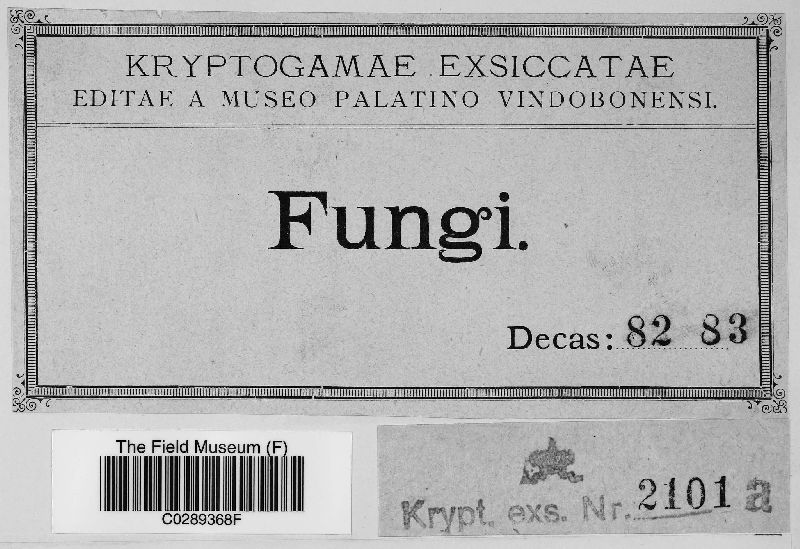 KRYPTOGAMAE EXSICCATAE
EDITAE A MUSEO PALATINO VINDOBONENSI.
Fungi.
Decas: 82 83
The Field Museum (F)
C0289368F
Krypt. exs. Nr. 2101 a